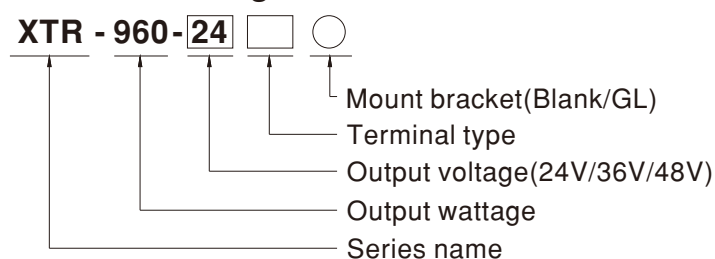 XTR - 960 - 24
Mount bracket(Blank/GL)
Terminal type
Output voltage(24V/36V/48V)
Output wattage
Series name